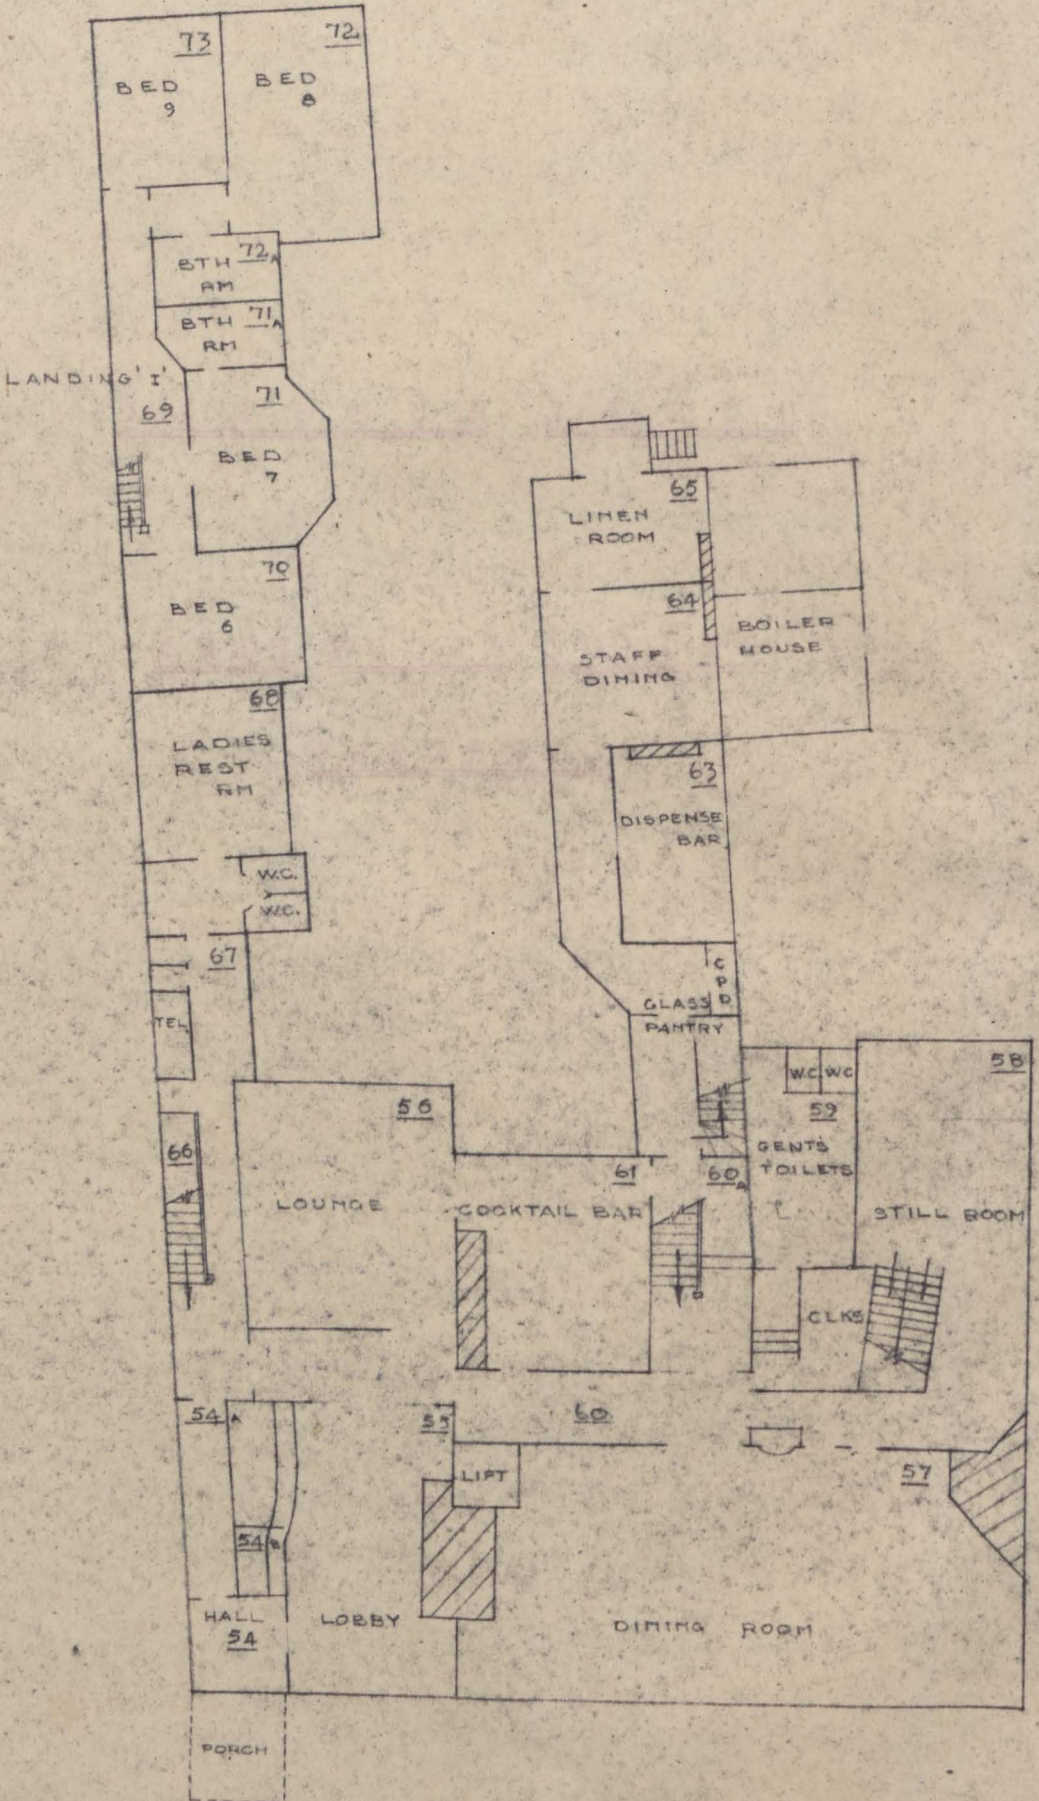 73
BED
9
72
BED
8
BTH 72A
RM
BTH 71A
RM
LANDING 'I'
69
71
BED
7
70
BED
6
68
LADIES
REST
RM
W.C.
W.C.
67
TEL
66
65
LINEN
ROOM
64
STAFF
DINING
BOILER
HOUSE
63
DISPENSE
BAR
CPD
GLASS
PANTRY
56
LOUNGE
61
COCKTAIL BAR
60A
W.C W.C
59
GENTS
TOILETS
58
STILL ROOM
CLKS
54A
54B
HALL
54
55
LOBBY
60
LIFT
57
DINING ROOM
PORCH